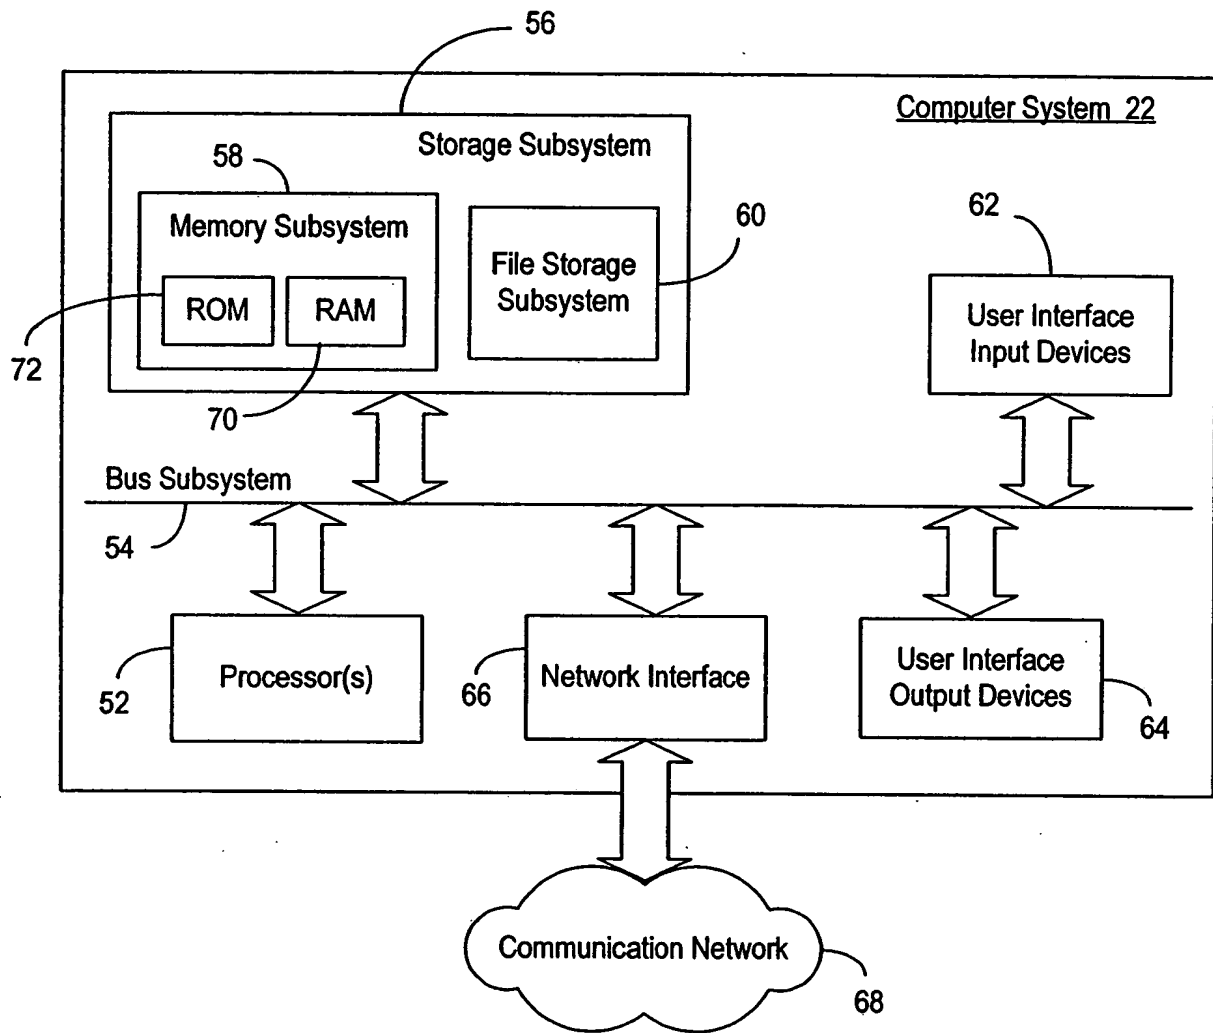 56
Computer System 22
Storage Subsystem
58
Memory Subsystem
60
62
File Storage
Subsystem
ROM
RAM
User Interface
Input Devices
72
70
Bus Subsystem
54
Processor(s)
52
Network Interface
66
User Interface
Output Devices
64
Communication Network
68